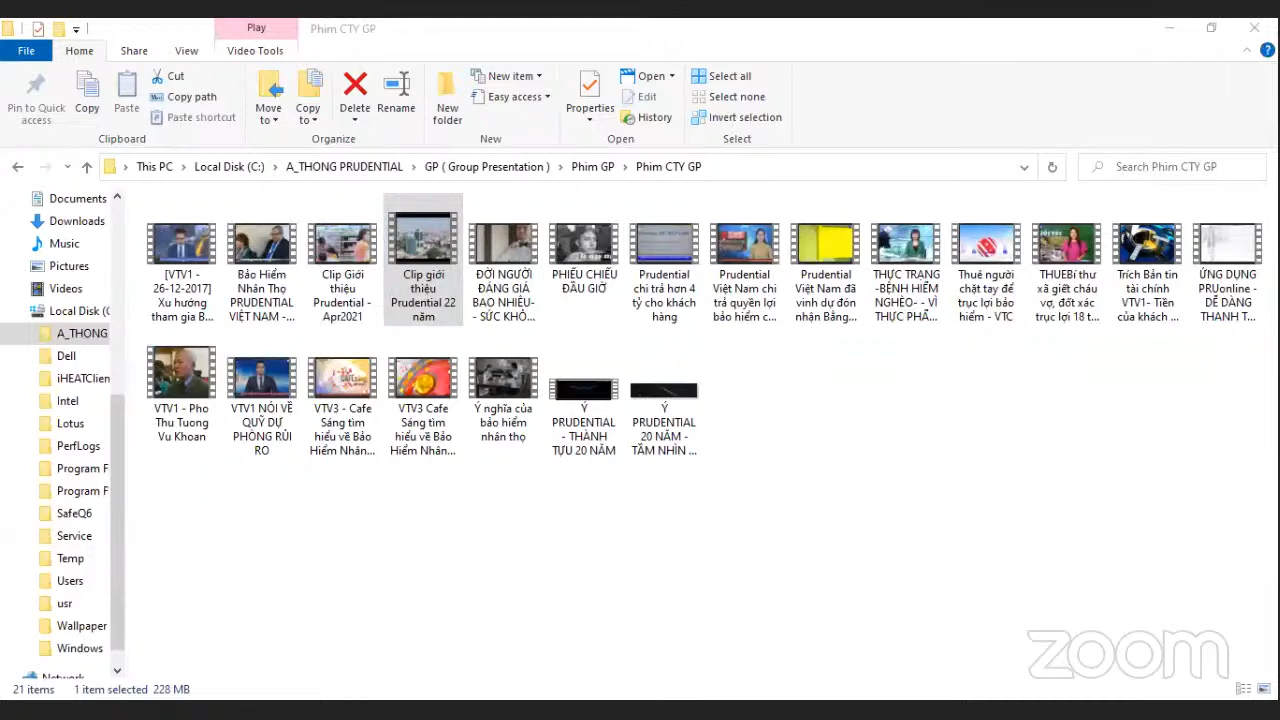 Play
Phim CTY GP
File
Home
Share
View
Video Tools
Pin to Quick access
Copy
Paste
Cut
Copy path
Paste shortcut
Move to
Copy to
Delete
Rename
New folder
New item
Easy access
Properties
Open
Edit
History
Select all
Select none
Invert selection
Clipboard
Organize
New
Open
Select
This PC
Local Disk (C:)
A_THONG PRUDENTIAL
GP ( Group Presentation )
Phim GP
Phim CTY GP
Search Phim CTY GP
Documents
Downloads
Music
Pictures
Videos
Local Disk (C
A_THONG
Dell
iHEATClien
Intel
Lotus
PerfLogs
Program F
Program F
SafeQ6
Service
Temp
Users
usr
Wallpaper
Windows
Network
[VTV1 -
26-12-2017]
Xu hướng
tham gia B...
Bảo Hiểm
Nhân Thọ
PRUDENTIAL
VIỆT NAM -...
Clip Giới
thiệu
Prudential -
Apr2021
Clip giới
thiệu
Prudential 22
năm
ĐỜI NGƯỜI
ĐÁNG GIÁ
BAO NHIÊU-
- SỨC KHỎ...
PHIẾU CHIẾU
ĐẦU GIỜ
Prudential
chi trả hơn 4
tỷ cho khách
hàng
Prudential
Việt Nam chi
trả quyền lợi
bảo hiểm c...
Prudential
Việt Nam đã
vinh dự đón
nhận Bằng...
THỰC TRẠNG
-BỆNH HIỂM
NGHÈO- - VÌ
THỰC PHẨ...
Thuê người
chặt tay để
trục lợi bảo
hiểm - VTC
THUEBí thư
xã giết cháu
vợ, đốt xác
trục lợi 18 t...
Trích Bản tin
tài chính
VTV1- Tiền
của khách ...
ỨNG DỤNG
PRUonline -
DỄ DÀNG
THANH T...
VTV1 - Pho
Thu Tuong
Vu Khoan
VTV1 NÓI VỀ
QUỸ DỰ
PHÒNG RỦI
RO
VTV3 - Cafe
Sáng tìm
hiểu về Bảo
Hiểm Nhân...
VTV3 Cafe
Sáng tìm
hiểu về Bảo
Hiểm Nhân...
Ý nghĩa của
bảo hiểm
nhân thọ
Ý
PRUDENTIAL
- THÀNH
TỰU 20 NĂM
Ý
PRUDENTIAL
20 NĂM -
TẦM NHÌN ...
21 items
1 item selected 228 MB
zoom